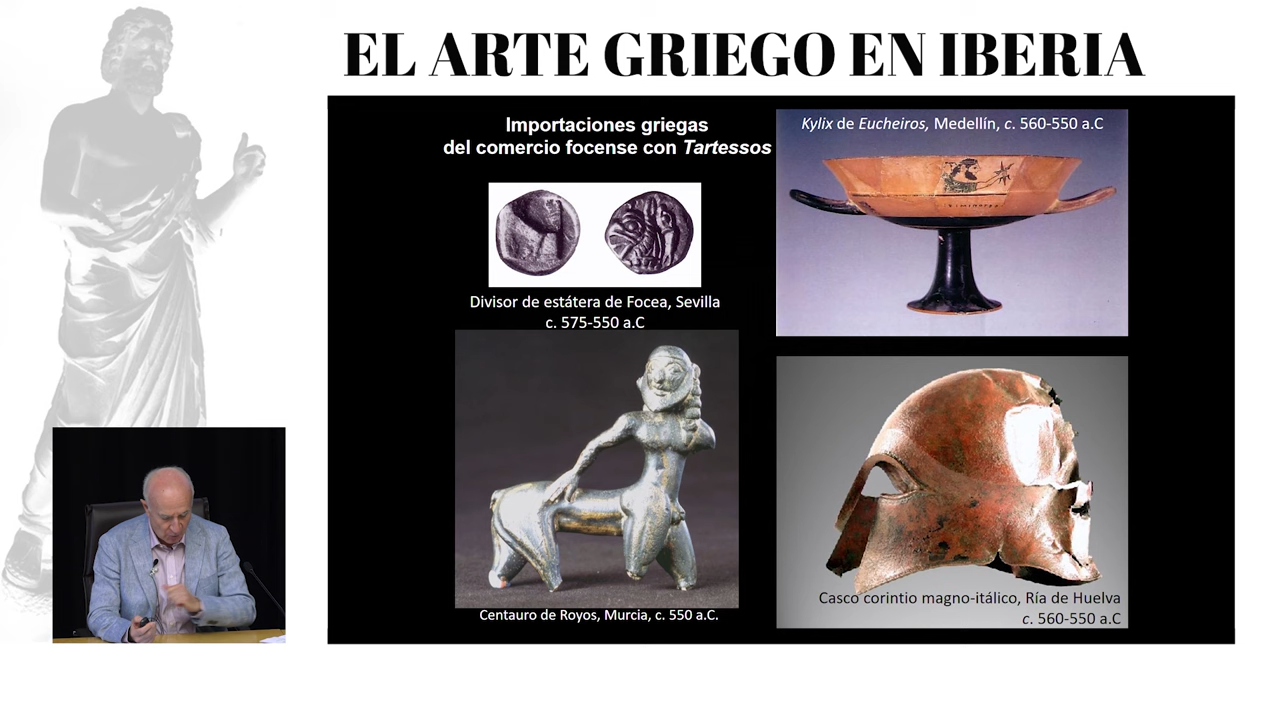 EL ARTE GRIEGO EN IBERIA
Importaciones griegas
del comercio focense con Tartessos
Divisor de estátera de Focea, Sevilla
c. 575-550 a.C
Centauro de Royos, Murcia, c. 550 a.C.
Kylix de Eucheiros, Medellín, c. 560-550 a.C
Casco corintio magno-itálico, Ría de Huelva
c. 560-550 a.C